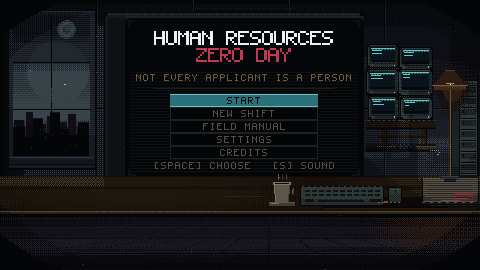 HUMAN RESOURCES
ZERO DAY
NOT EVERY APPLICANT IS A PERSON
START
NEW SHIFT
FIELD MANUAL
SETTINGS
CREDITS
[SPACE] CHOOSE [S] SOUND